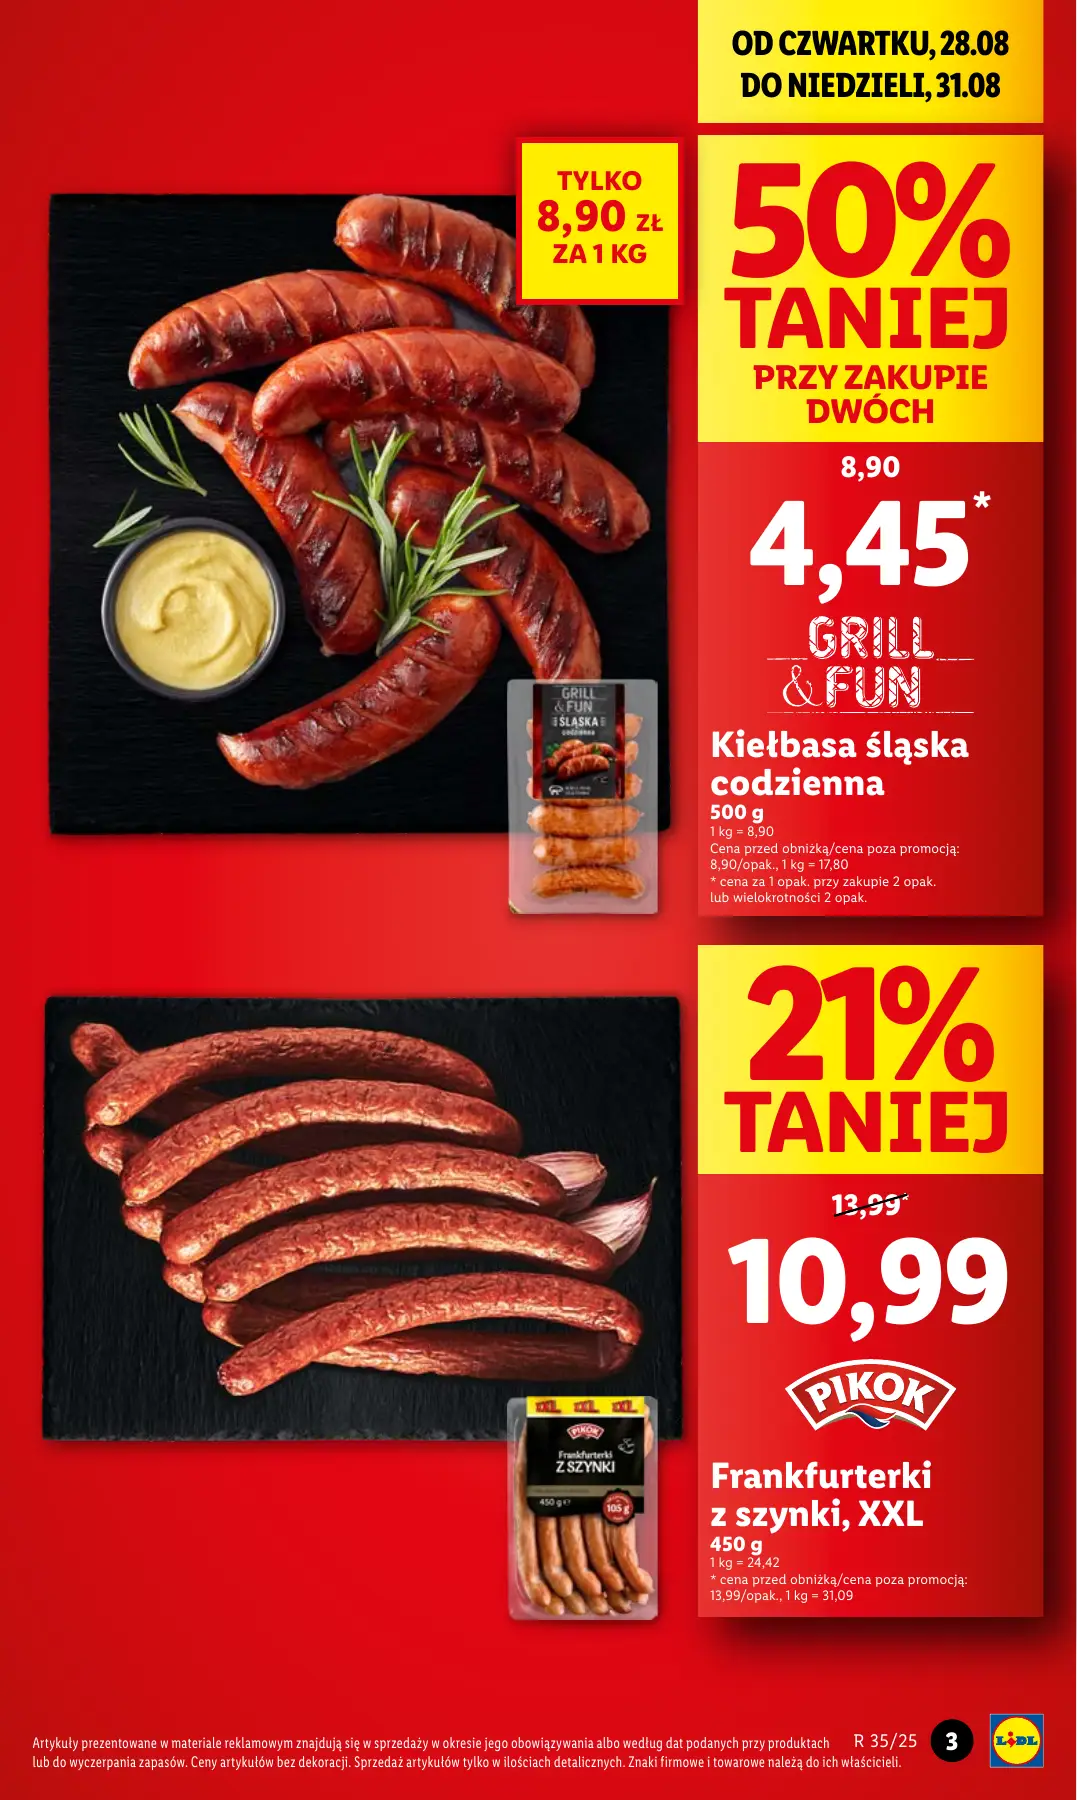 OD CZWARTKU, 28.08
DO NIEDZIELI, 31.08
TYLKO
8,90 ZŁ
ZA 1 KG
50%
TANIEJ
PRZY ZAKUPIE
DWÓCH
8,90
4,45*
GRILL
& FUN
Kiełbasa śląska
codzienna
500 g
1 kg = 8,90
Cena przed obniżką/cena poza promocją:
8,90/opak., 1 kg = 17,80
* cena za 1 opak. przy zakupie 2 opak.
lub wielokrotności 2 opak.
GRILL
& FUN
ŚLĄSKA
codzienna
21%
TANIEJ
13,99*
10,99
PIKOK
Frankfurterki
z szynki, XXL
450 g
1 kg = 24,42
* cena przed obniżką/cena poza promocją:
13,99/opak., 1 kg = 31,09
XXL XXL XXL
PIKOK
Frankfurterki
Z SZYNKI
450 g e
105 g
Artykuły prezentowane w materiale reklamowym znajdują się w sprzedaży w okresie jego obowiązywania albo według dat podanych przy produktach
lub do wyczerpania zapasów. Ceny artykułów bez dekoracji. Sprzedaż artykułów tylko w ilościach detalicznych. Znaki firmowe i towarowe należą do ich właścicieli.
R 35/25
3
LIDL